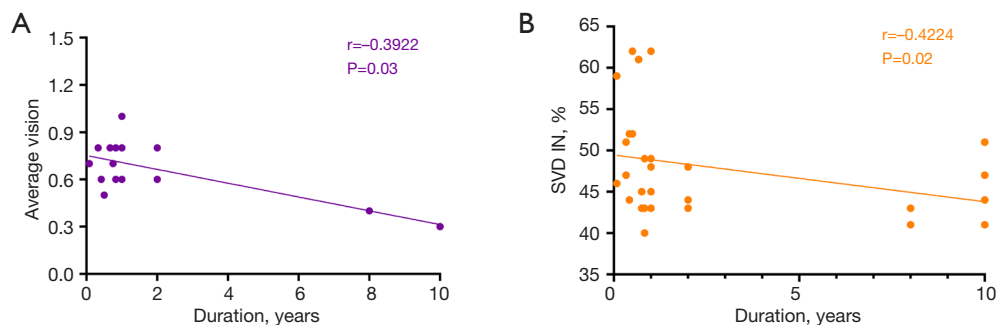 A
r=–0.3922
P=0.03
Average vision
1.5
1.2
0.9
0.6
0.3
0.0
0 2 4 6 8 10
Duration, years
B
r=–0.4224
P=0.02
SVD IN, %
65
60
55
50
45
40
35
0 5 10
Duration, years